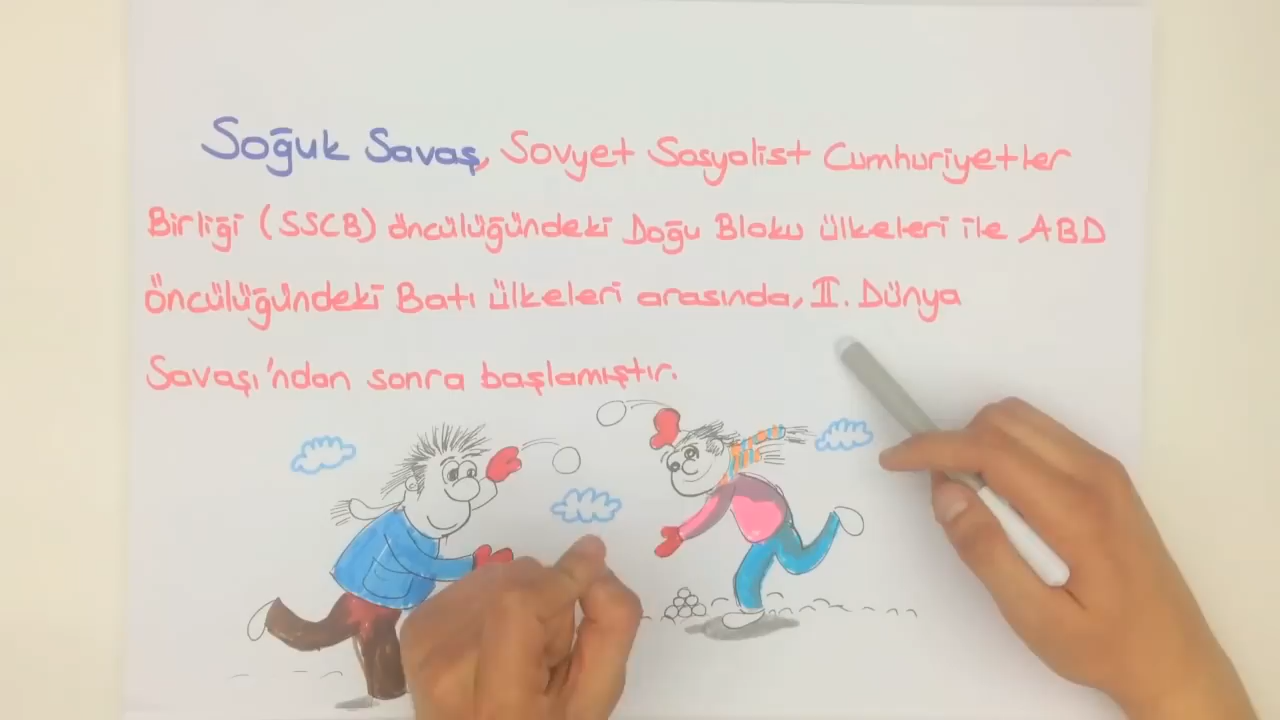 Soğuk Savaş, Sovyet Sosyalist Cumhuriyetler
Birliği (SSCB) öncülüğündeki Doğu Bloku ülkeleri ile ABD
öncülüğündeki Batı ülkeleri arasında, II. Dünya
Savaşı'ndan sonra başlamıştır.